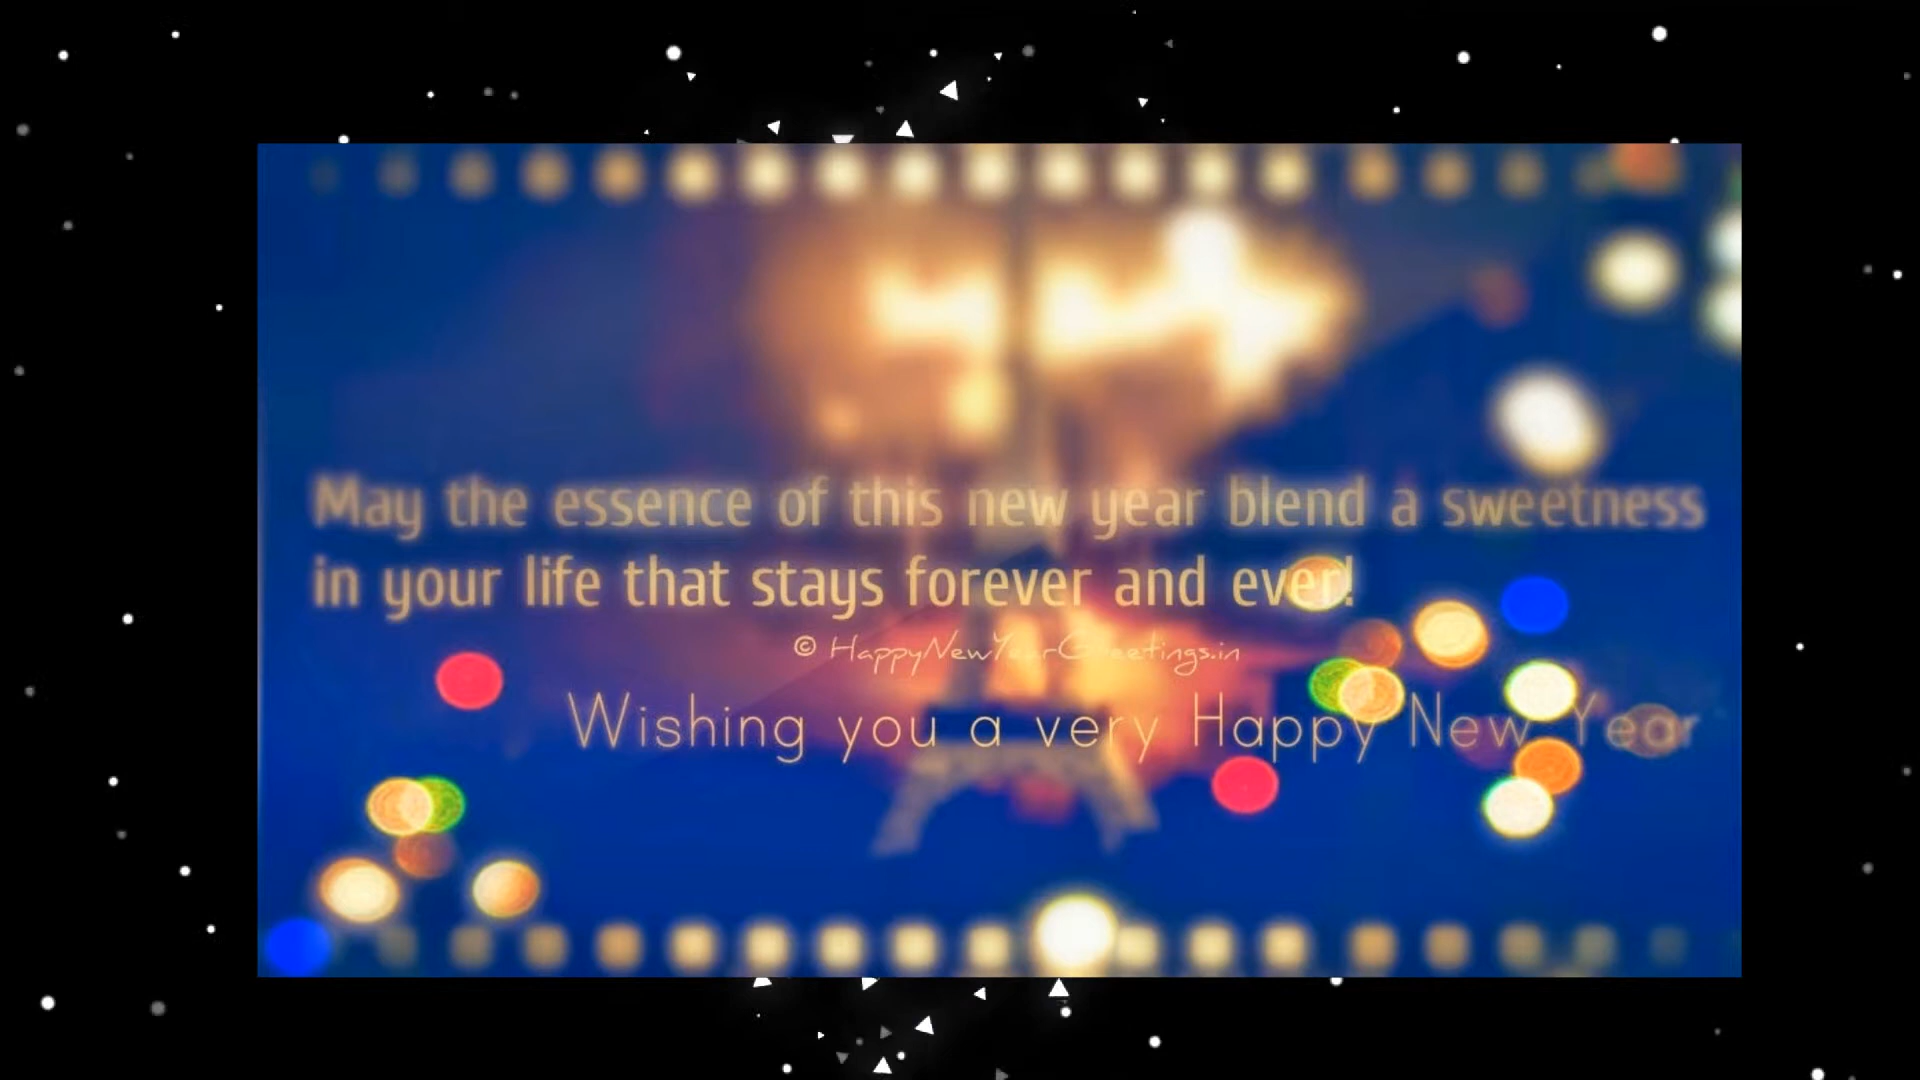 May the essence of this new year blend a sweetness
in your life that stays forever and ever!
© HappyNewYearGreetings.in
Wishing you a very Happy New Year